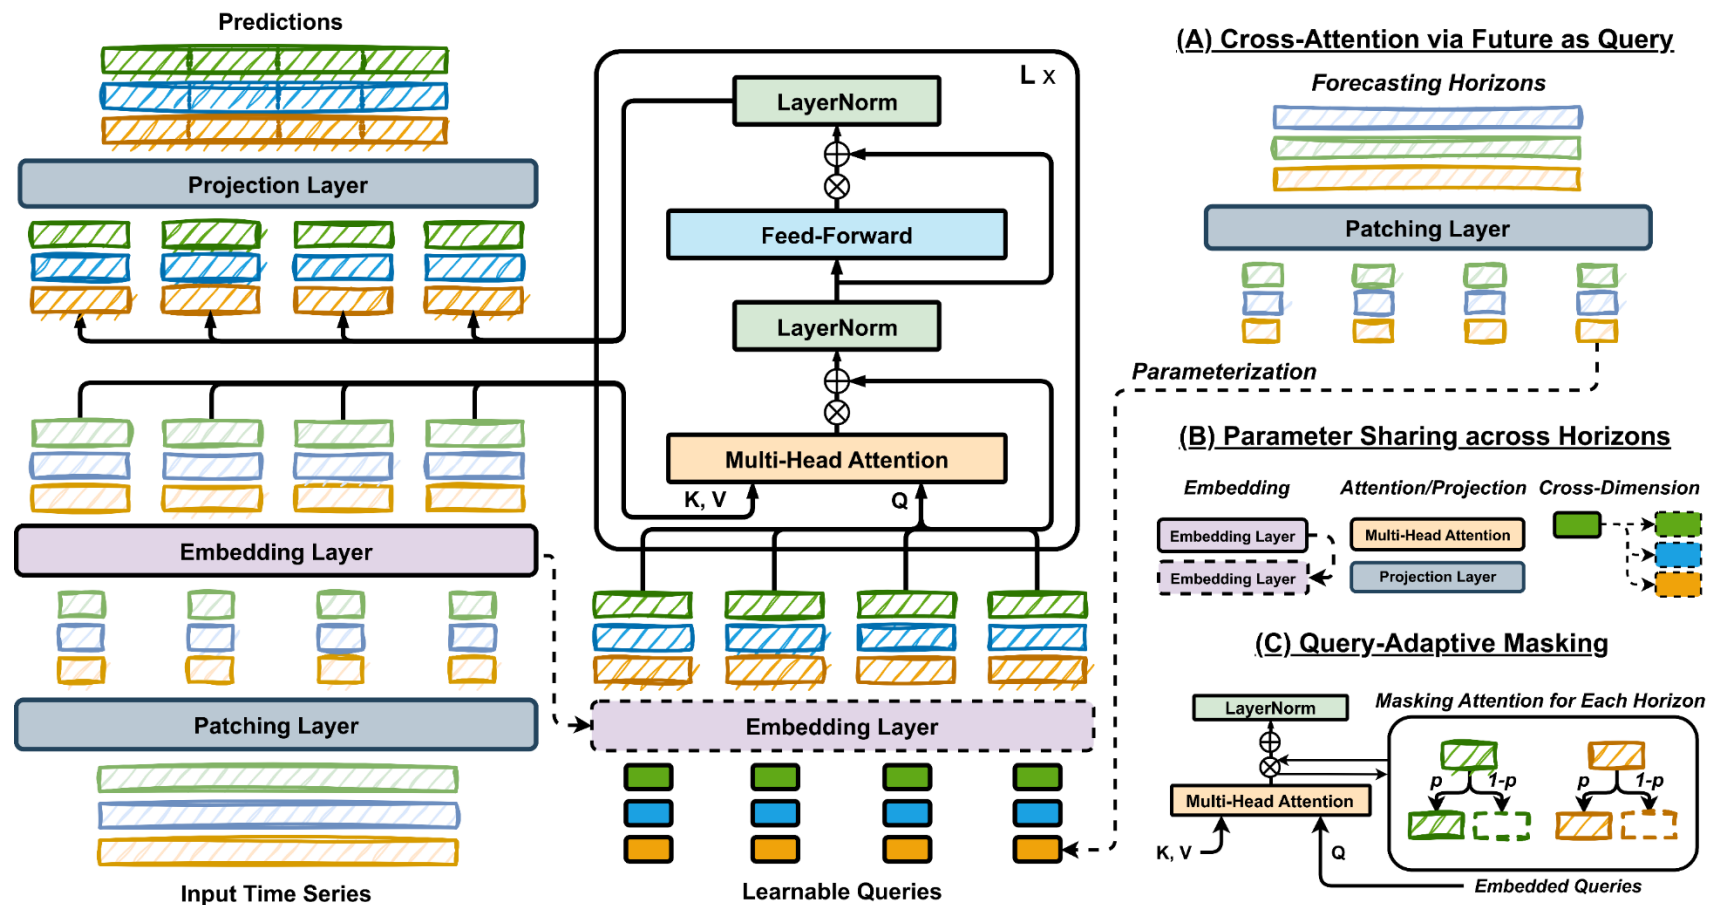 Predictions
Projection Layer
Embedding Layer
Patching Layer
Input Time Series
L x
LayerNorm
Feed-Forward
LayerNorm
Multi-Head Attention
K, V
Q
Embedding Layer
Learnable Queries
(A) Cross-Attention via Future as Query
Forecasting Horizons
Patching Layer
Parameterization
(B) Parameter Sharing across Horizons
Embedding
Attention/Projection
Cross-Dimension
Embedding Layer
Embedding Layer
Multi-Head Attention
Projection Layer
(C) Query-Adaptive Masking
Masking Attention for Each Horizon
LayerNorm
Multi-Head Attention
K, V
Q
Embedded Queries
p
1-p
p
1-p